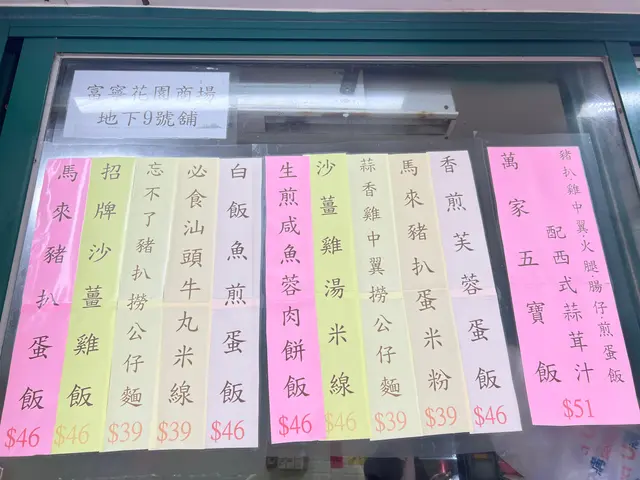 富寧花園商場
地下9號舖
馬來豬扒蛋飯
$46
招牌沙薑雞飯
$46
忘不了豬扒撈公仔麵
$39
必食汕頭牛丸米線
$39
白飯魚煎蛋飯
$46
生煎咸魚蓉肉餅飯
$46
沙薑雞湯米線
$46
蒜香雞中翼撈公仔麵
$39
馬來豬扒蛋米粉
$39
香煎芙蓉蛋飯
$46
萬家五寶飯
豬扒·雞中翼·火腿腸仔·煎蛋飯
配西式蒜茸汁
$51